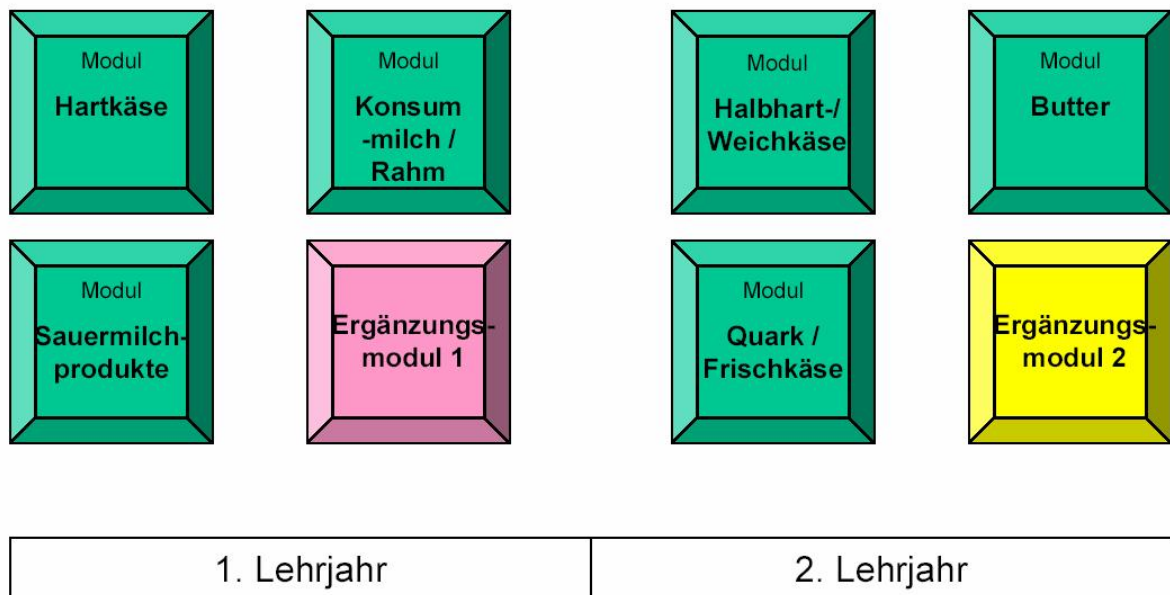 Modul
Hartkäse
Modul
Konsum
-milch /
Rahm
Modul
Halbhart-/
Weichkäse
Modul
Butter
Modul
Sauermilch-
produkte
Ergänzungs-
modul 1
Modul
Quark /
Frischkäse
Ergänzungs-
modul 2
1. Lehrjahr
2. Lehrjahr